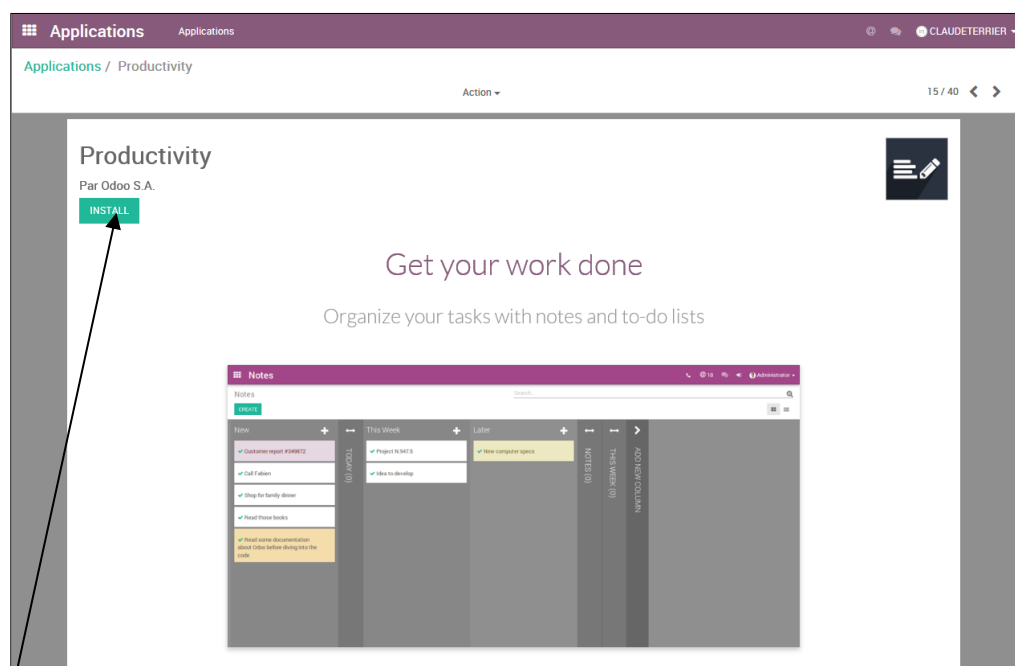 Applications Applications @ CLAUDETERRIER
Applications / Productivity
Action
15 / 40
Productivity
Par Odoo S.A.
INSTALL
Get your work done
Organize your tasks with notes and to-do lists
Notes @ 18 Administrator
Notes Search...
CREATE
New This Week Later
Customer report #349872
Call Fabien
Shop for family dinner
Read those books
Read some documentation
about Odoo before diving into the
code
TODAY (0)
Project N.947.5
Idea to develop
New computer specs
NOTES (0)
THIS WEEK (0)
ADD NEW COLUMN